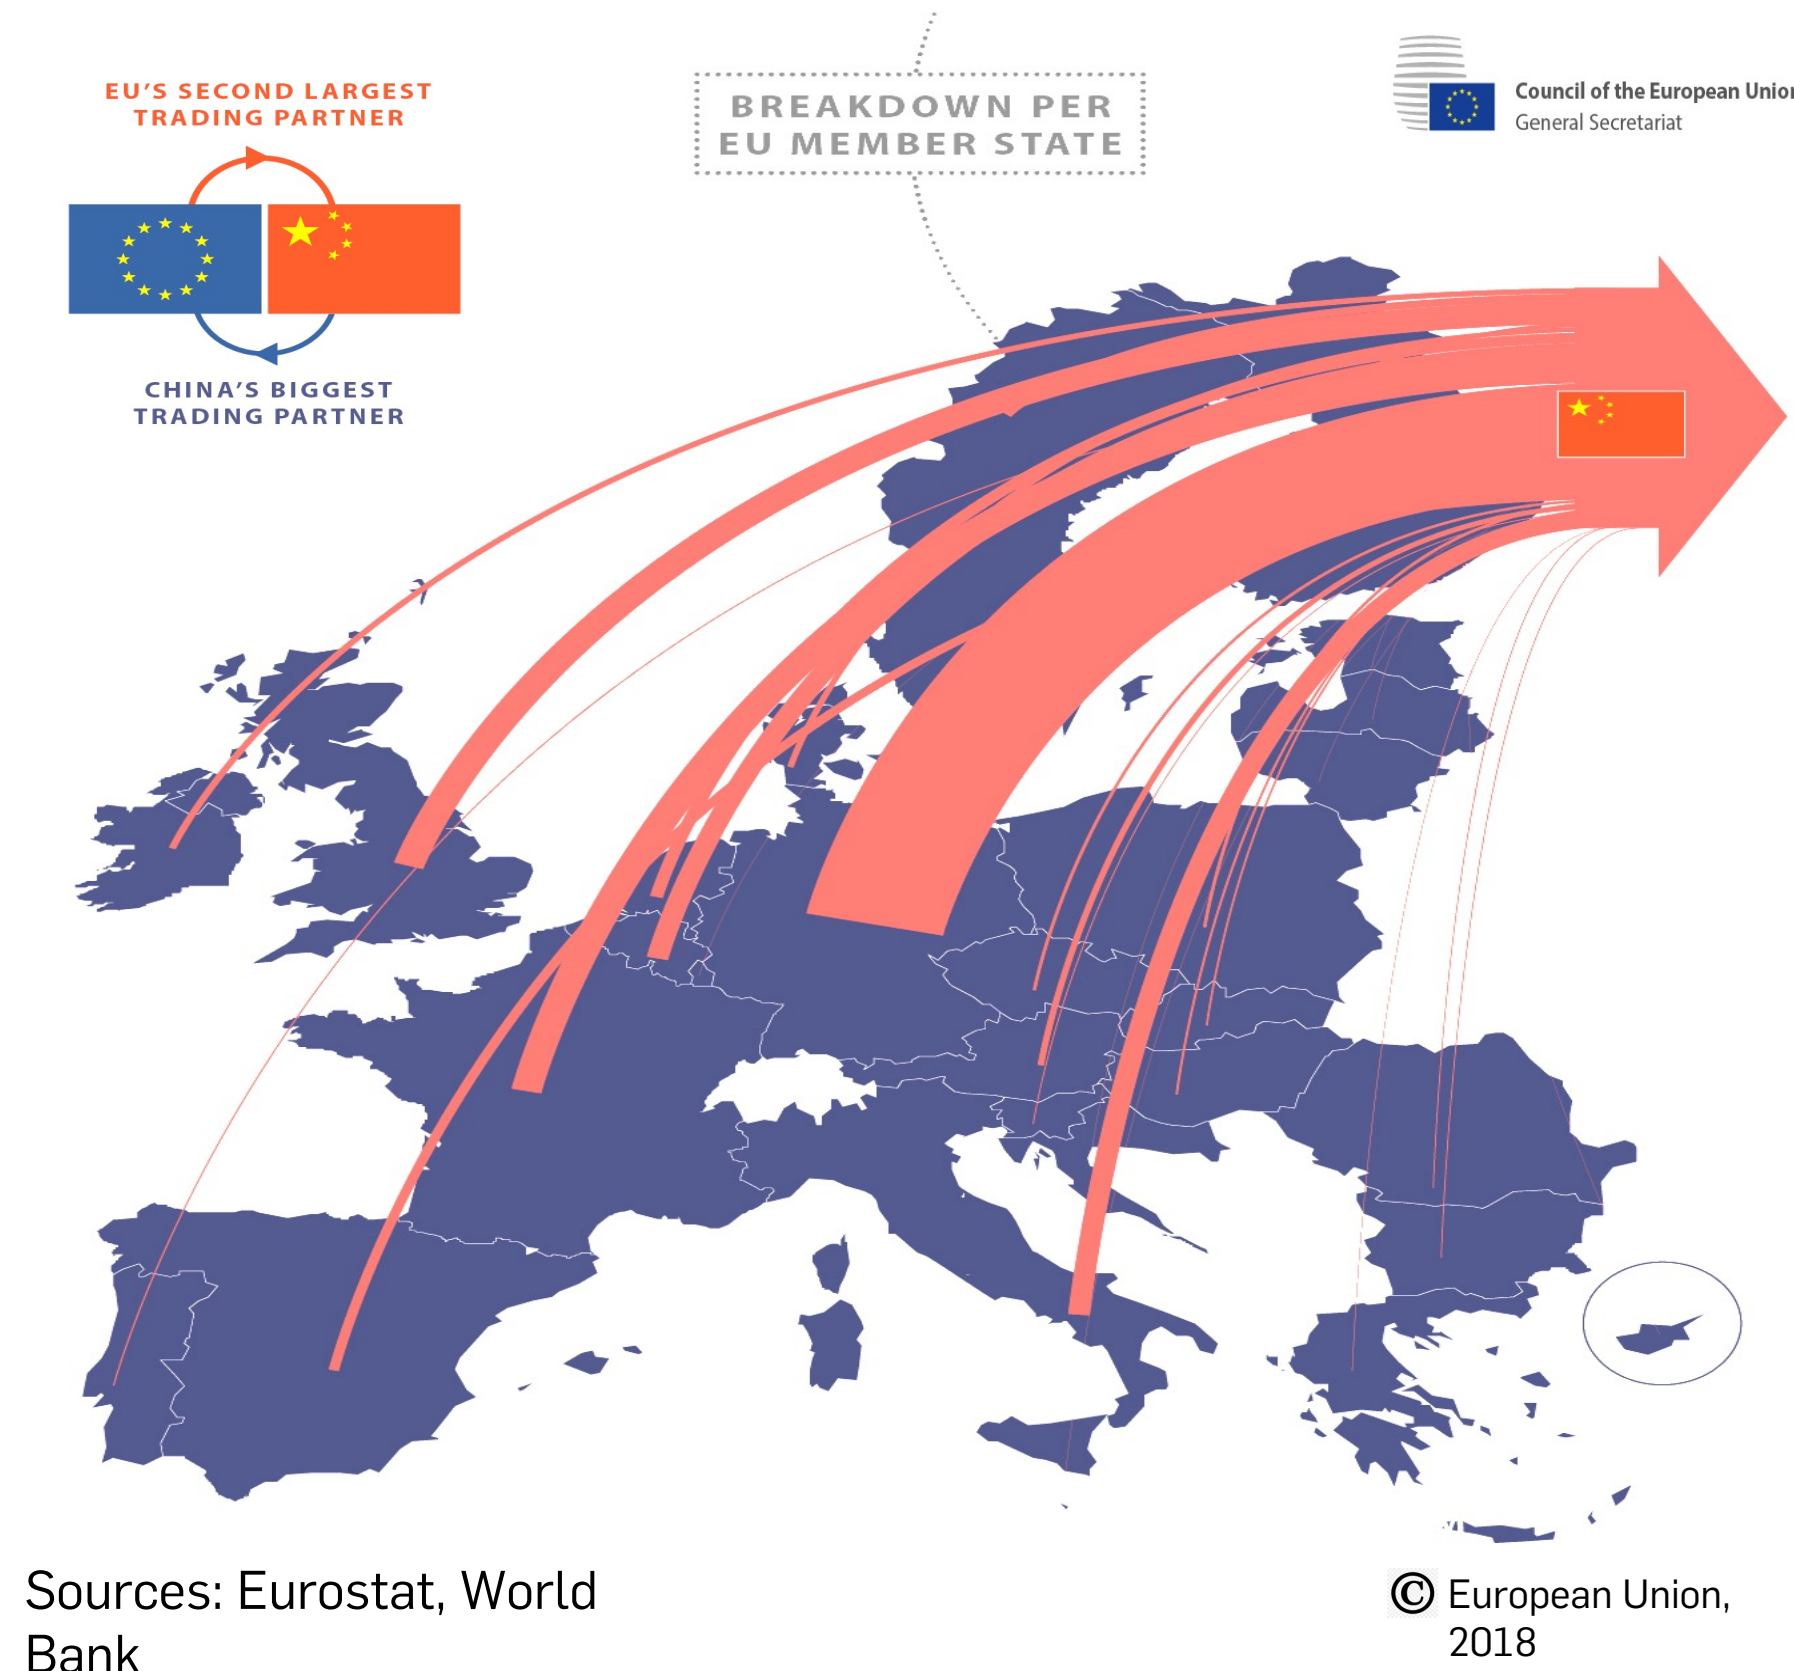 EU'S SECOND LARGEST
TRADING PARTNER
CHINA'S BIGGEST
TRADING PARTNER
BREAKDOWN PER
EU MEMBER STATE
Council of the European Union
General Secretariat
Sources: Eurostat, World
Bank
© European Union,
2018